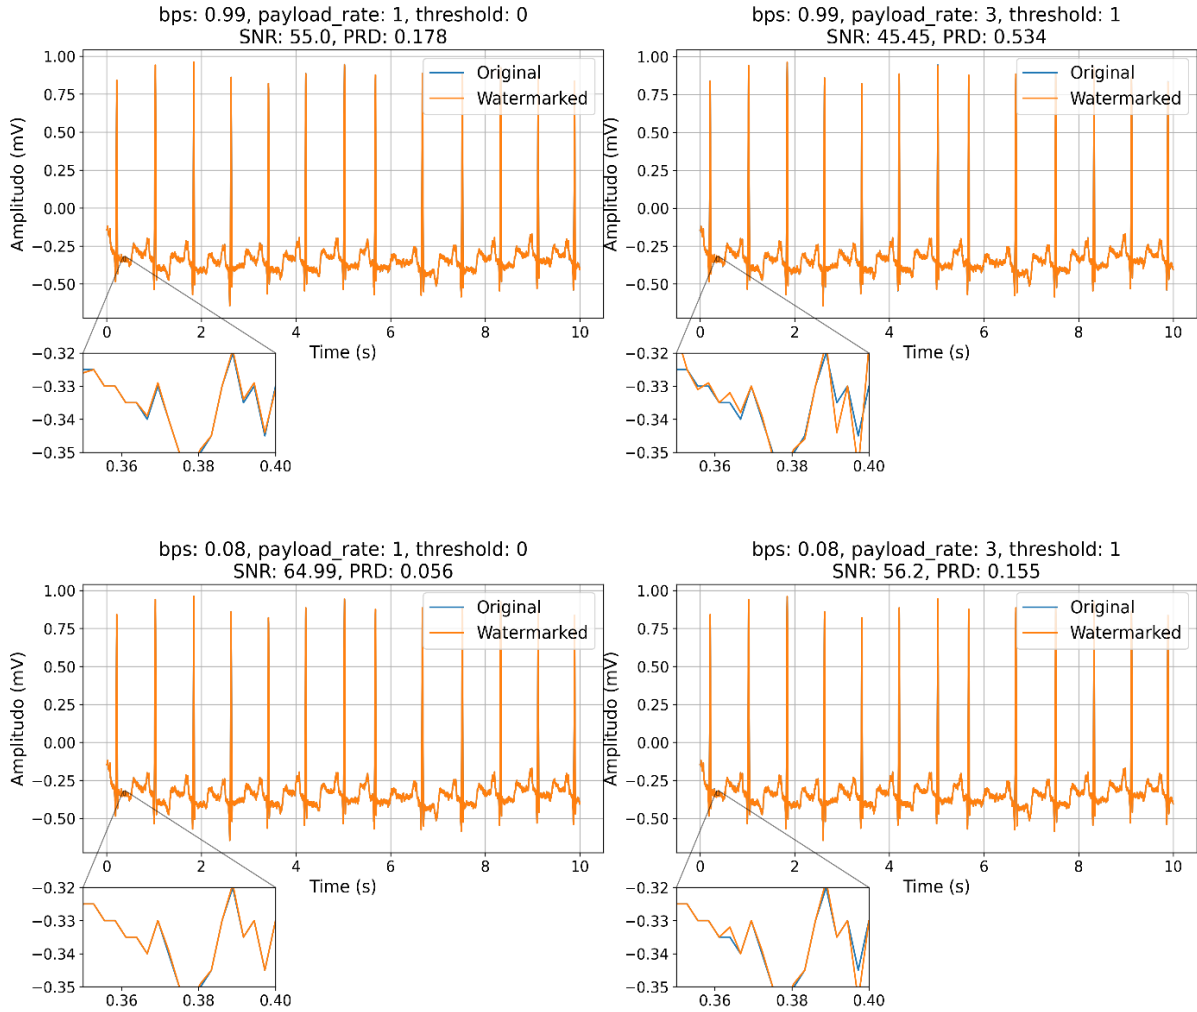 bps: 0.99, payload_rate: 1, threshold: 0
SNR: 55.0, PRD: 0.178
1.00
0.75
0.50
0.25
0.00
−0.25
−0.50
Amplitudo (mV)
Original
Watermarked
0 2 4 6 8 10
Time (s)
−0.32
−0.33
−0.34
−0.35
0.36 0.38 0.40
bps: 0.99, payload_rate: 3, threshold: 1
SNR: 45.45, PRD: 0.534
1.00
0.75
0.50
0.25
0.00
−0.25
−0.50
Amplitudo (mV)
Original
Watermarked
0 2 4 6 8 10
Time (s)
−0.32
−0.33
−0.34
−0.35
0.36 0.38 0.40
bps: 0.08, payload_rate: 1, threshold: 0
SNR: 64.99, PRD: 0.056
1.00
0.75
0.50
0.25
0.00
−0.25
−0.50
Amplitudo (mV)
Original
Watermarked
0 2 4 6 8 10
Time (s)
−0.32
−0.33
−0.34
−0.35
0.36 0.38 0.40
bps: 0.08, payload_rate: 3, threshold: 1
SNR: 56.2, PRD: 0.155
1.00
0.75
0.50
0.25
0.00
−0.25
−0.50
Amplitudo (mV)
Original
Watermarked
0 2 4 6 8 10
Time (s)
−0.32
−0.33
−0.34
−0.35
0.36 0.38 0.40